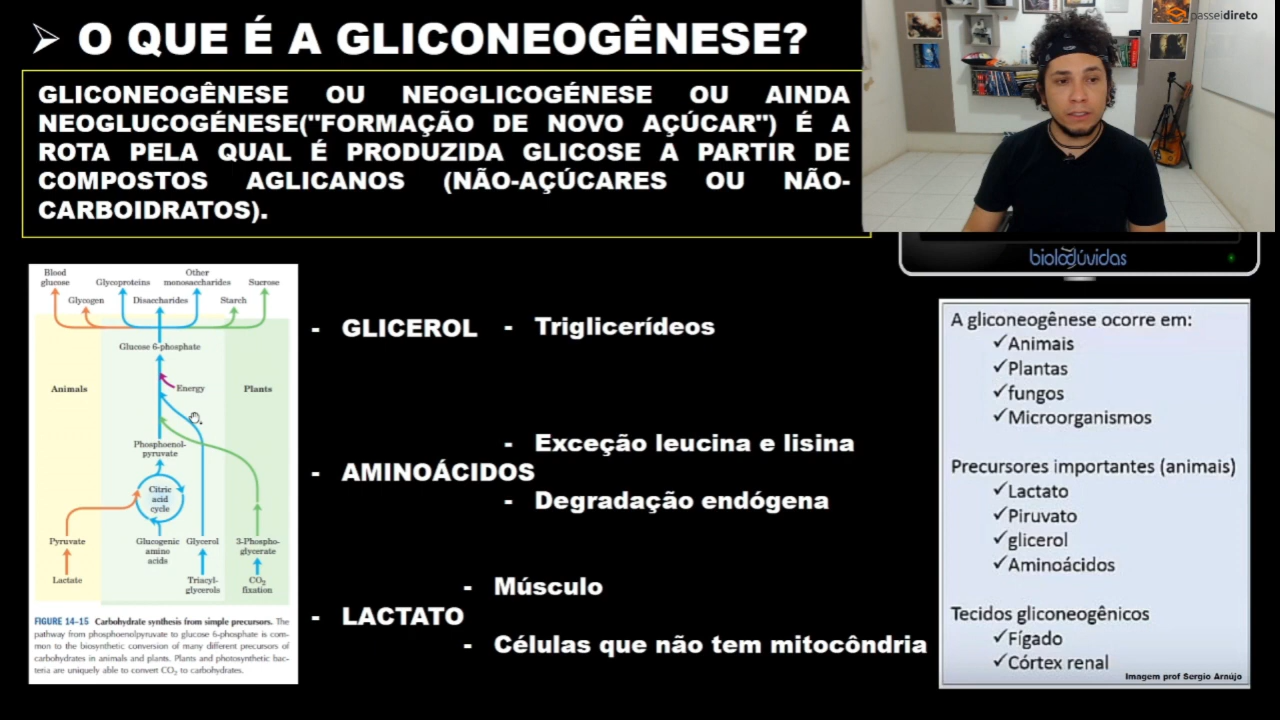 ➢ O QUE É A GLICONEOGÊNESE?
passeidireto
GLICONEOGÊNESE OU NEOGLICOGÉNESE OU AINDA
NEOGLUCOGÉNESE("FORMAÇÃO DE NOVO AÇÚCAR") É A
ROTA PELA QUAL É PRODUZIDA GLICOSE A PARTIR DE
COMPOSTOS AGLICANOS (NÃO-AÇÚCARES OU NÃO-
CARBOIDRATOS).
biologúvidas
Blood
glucose
Glycogen
Glycoproteins
Disaccharides
Other
monosaccharides
Starch
Sucrose
Glucose 6-phosphate
Animals
Energy
Plants
Phosphoenol-
pyruvate
Citric
acid
cycle
Pyruvate
Glucogenic
amino
acids
Glycerol
3-Phospho-
glycerate
Lactate
Triacyl-
glycerols
CO2
fixation
FIGURE 14-15 Carbohydrate synthesis from simple precursors. The
pathway from phosphoenolpyruvate to glucose 6-phosphate is com-
mon to the biosynthetic conversion of many different precursors of
carbohydrates in animals and plants. Plants and photosynthetic bac-
teria are uniquely able to convert CO2 to carbohydrates.
- GLICEROL - Triglicerídeos
- Exceção leucina e lisina
- AMINOÁCIDOS
- Degradação endógena
- Músculo
- LACTATO
- Células que não tem mitocôndria
A gliconeogênese ocorre em:
✓Animais
✓Plantas
✓fungos
✓Microorganismos
Precursores importantes (animais)
✓Lactato
✓Piruvato
✓glicerol
✓Aminoácidos
Tecidos gliconeogênicos
✓Fígado
✓Córtex renal
Imagem prof Sergio Araújo